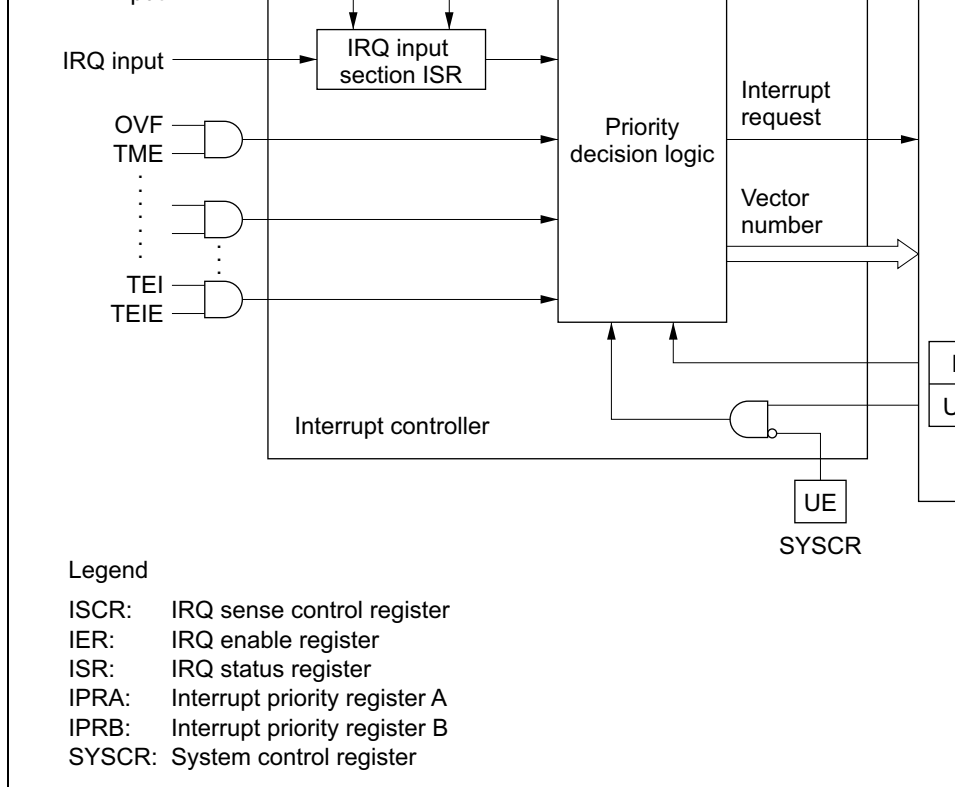 IRQ input
IRQ input
section ISR
OVF
TME
Priority
decision logic
Interrupt
request
Vector
number
TEI
TEIE
Interrupt controller
UE
SYSCR
Legend
ISCR: IRQ sense control register
IER: IRQ enable register
ISR: IRQ status register
IPRA: Interrupt priority register A
IPRB: Interrupt priority register B
SYSCR: System control register